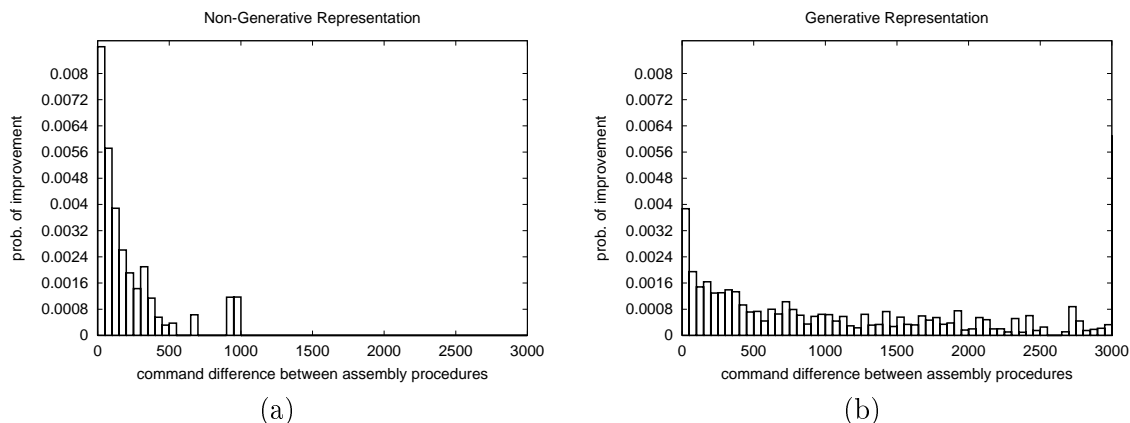 Non-Generative Representation
prob. of improvement
0.008
0.0072
0.0064
0.0056
0.0048
0.004
0.0032
0.0024
0.0016
0.0008
0
0 500 1000 1500 2000 2500 3000
command difference between assembly procedures
(a)
Generative Representation
prob. of improvement
0.008
0.0072
0.0064
0.0056
0.0048
0.004
0.0032
0.0024
0.0016
0.0008
0
0 500 1000 1500 2000 2500 3000
command difference between assembly procedures
(b)